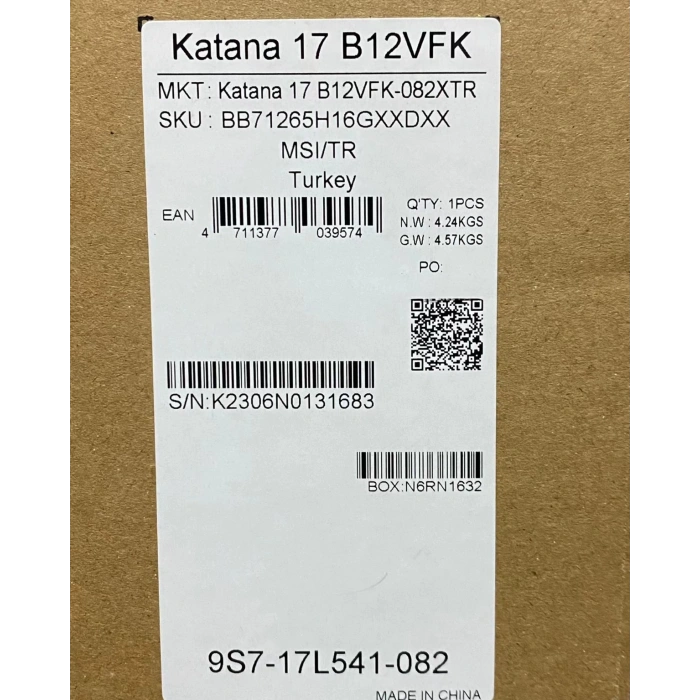 Katana 17 B12VFK
MKT: Katana 17 B12VFK-082XTR
SKU : BB71265H16GXXDXX
MSI/TR
Turkey
EAN
4 711377 039574
Q'TY: 1PCS
N.W : 4.24KGS
G.W : 4.57KGS
PO:
S/N:K2306N0131683
BOX:N6RN1632
9S7-17L541-082
MADE IN CHINA